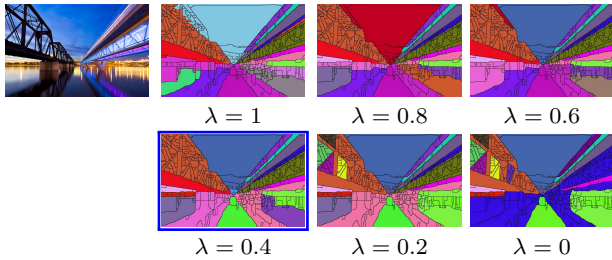 λ = 1 λ = 0.8 λ = 0.6
λ = 0.4 λ = 0.2 λ = 0